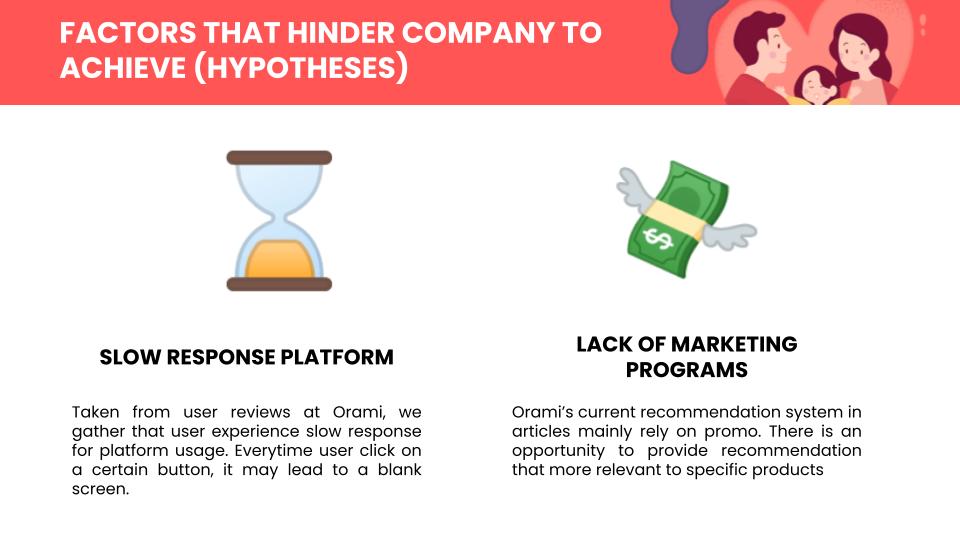 FACTORS THAT HINDER COMPANY TO
ACHIEVE (HYPOTHESES)
SLOW RESPONSE PLATFORM
Taken from user reviews at Orami, we
gather that user experience slow response
for platform usage. Everytime user click on
a certain button, it may lead to a blank
screen.
LACK OF MARKETING
PROGRAMS
Orami’s current recommendation system in
articles mainly rely on promo. There is an
opportunity to provide recommendation
that more relevant to specific products